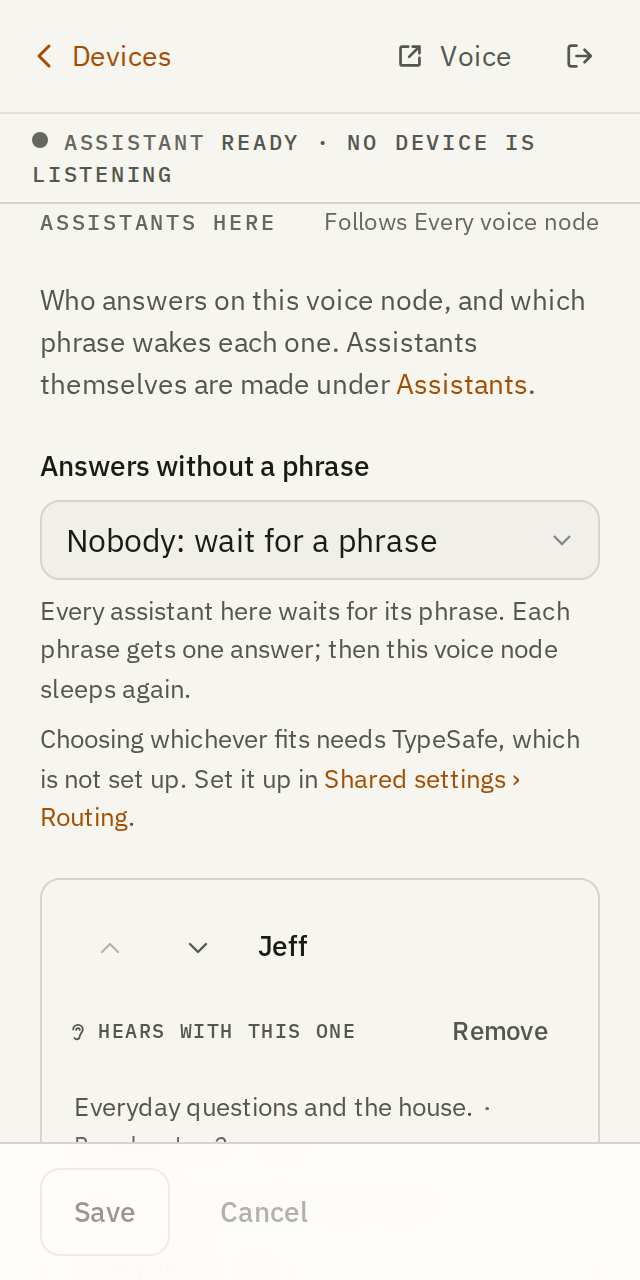 Devices Voice
ASSISTANT READY · NO DEVICE IS
LISTENING
ASSISTANTS HERE Follows Every voice node
Who answers on this voice node, and which
phrase wakes each one. Assistants
themselves are made under Assistants.
Answers without a phrase
Nobody: wait for a phrase
Every assistant here waits for its phrase. Each
phrase gets one answer; then this voice node
sleeps again.
Choosing whichever fits needs TypeSafe, which
is not set up. Set it up in Shared settings ›
Routing.
Jeff
HEARS WITH THIS ONE Remove
Everyday questions and the house. ·
Save Cancel